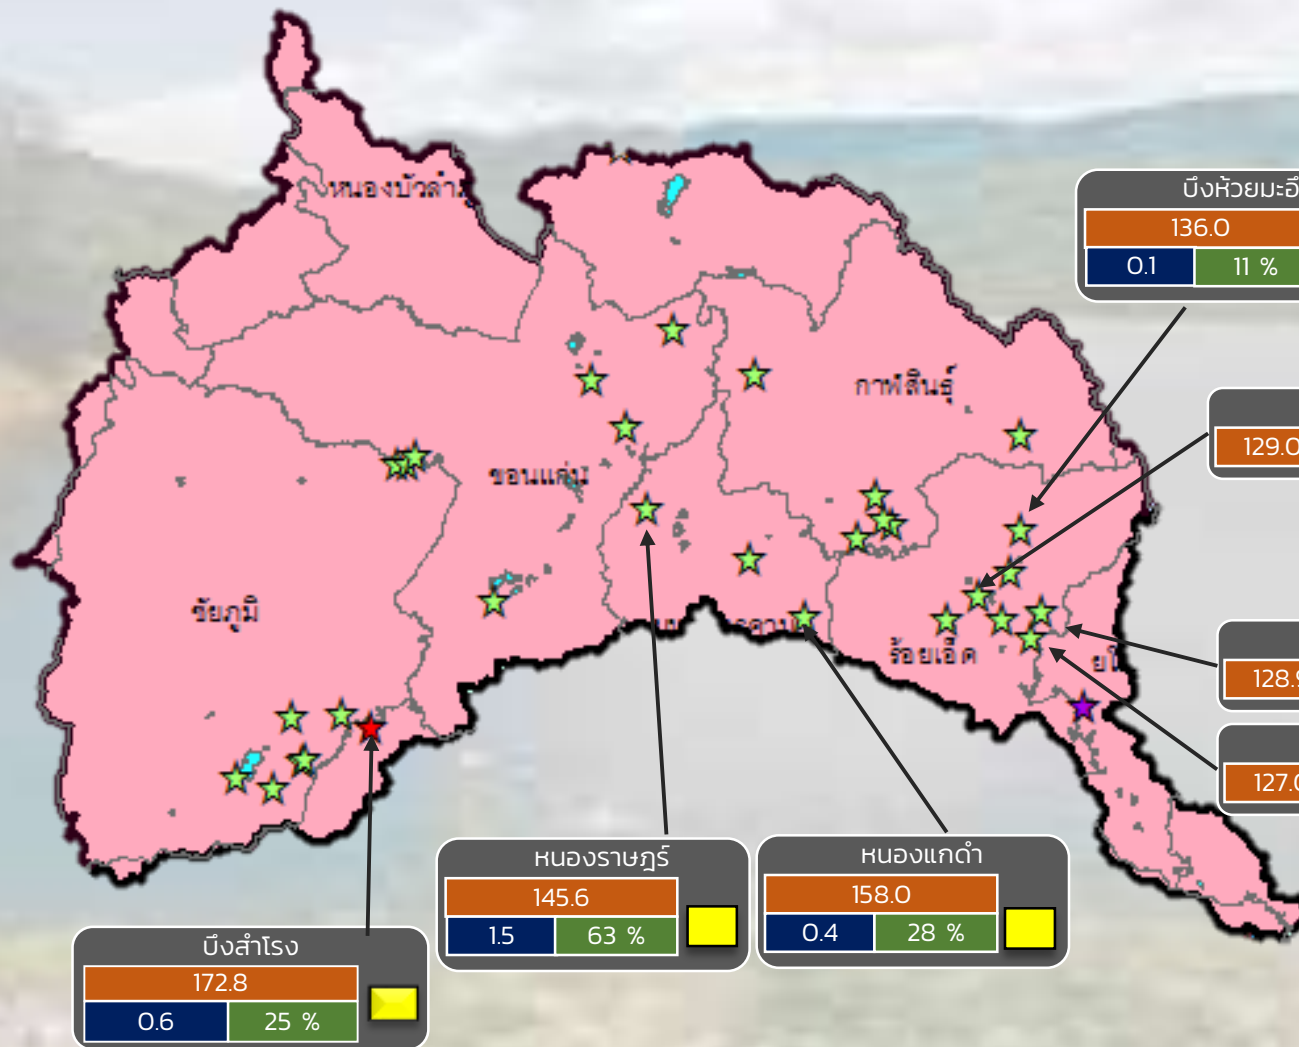 หนองบัวลำภู
บึงห้วยมะอึ
136.0
0.1 11 %
กาฬสินธุ์
129.0
ขอนแก่น
ชัยภูมิ
ร้อยเอ็ด
128.9
127.0
หนองราษฎร์
145.6
1.5 63 %
หนองแกดำ
158.0
0.4 28 %
บึงสำโรง
172.8
0.6 25 %